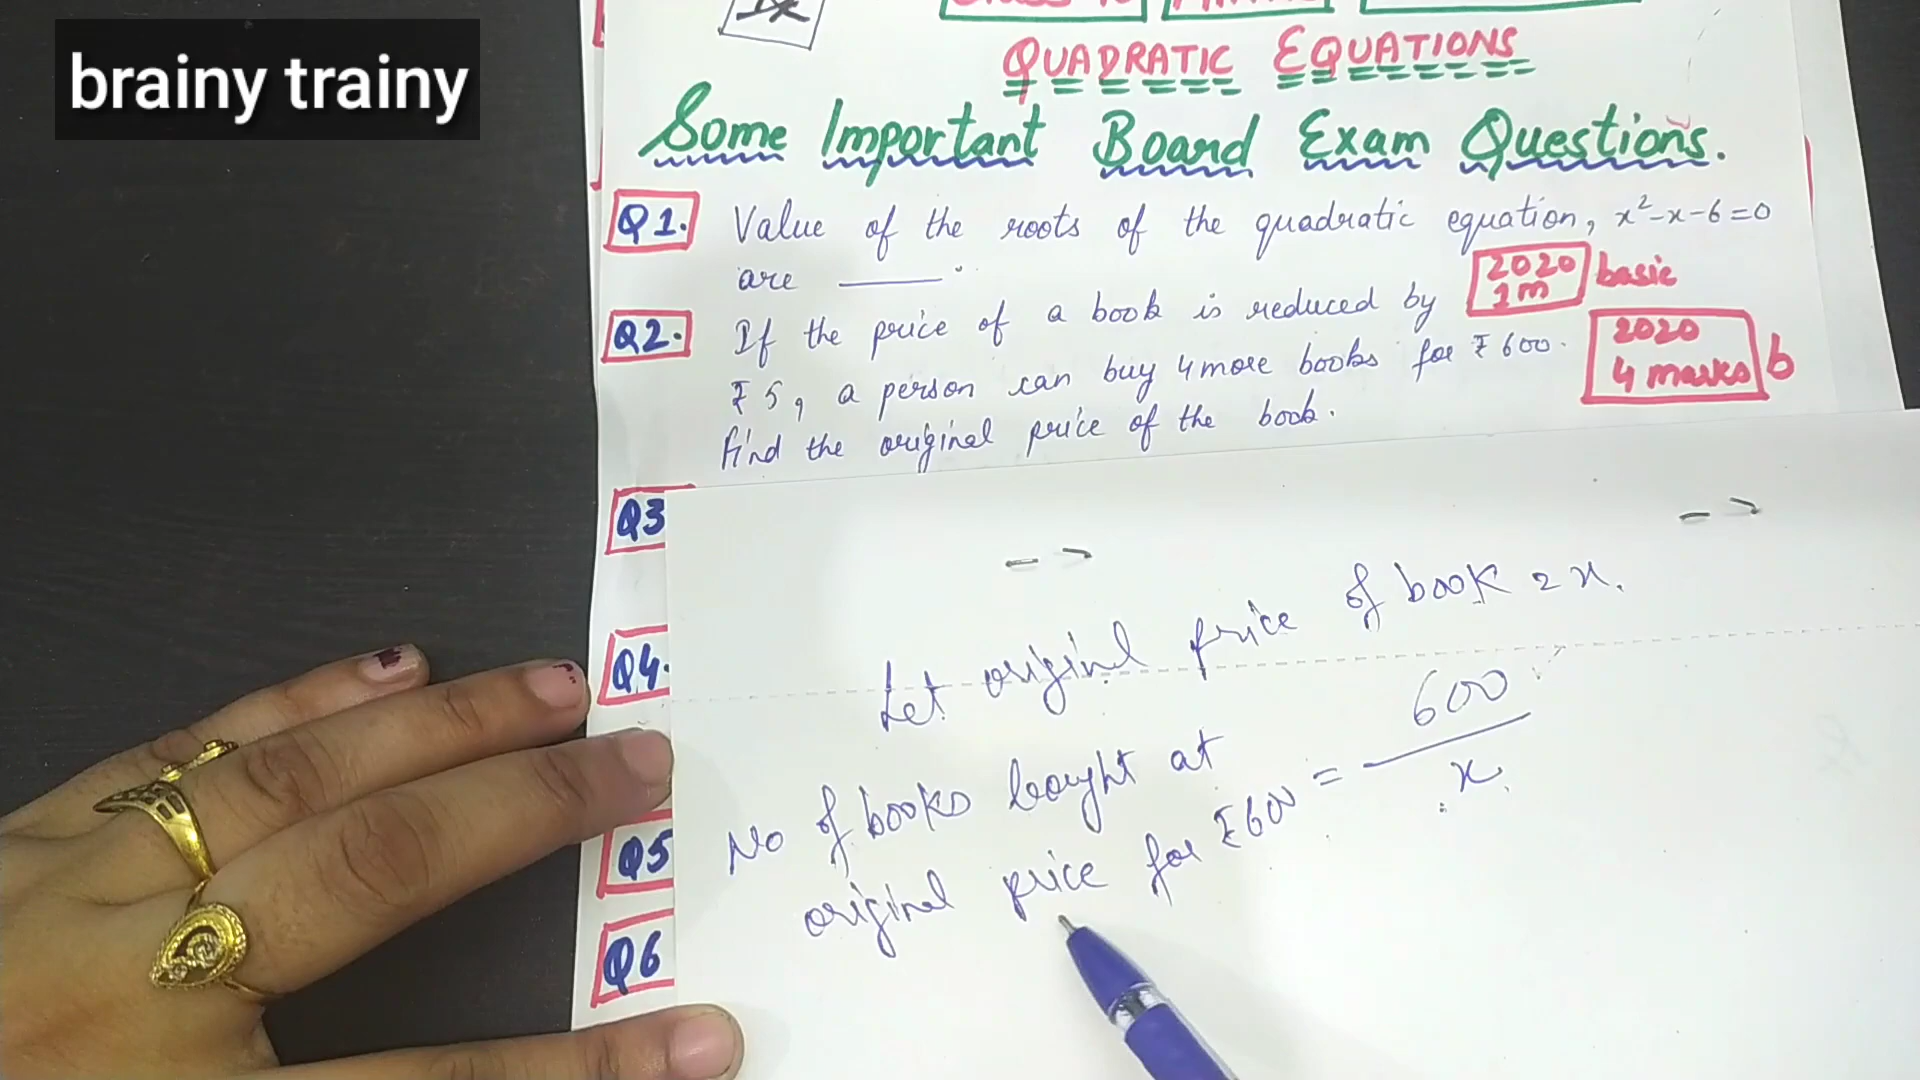 brainy trainy
QUADRATIC EQUATIONS
Some Important Board Exam Questions.
Q1. Value of the roots of the quadratic equation, x²-x-6=0
are ______.
2020
1m
basic
Q2. If the price of a book is reduced by
₹5, a person can buy 4 more books for ₹600.
find the original price of the book.
2020
4 marks
b
Q3
Q4.
Q5
Q6
Let original price of book = x.
No of books bought at
original price for ₹600 = 600/x